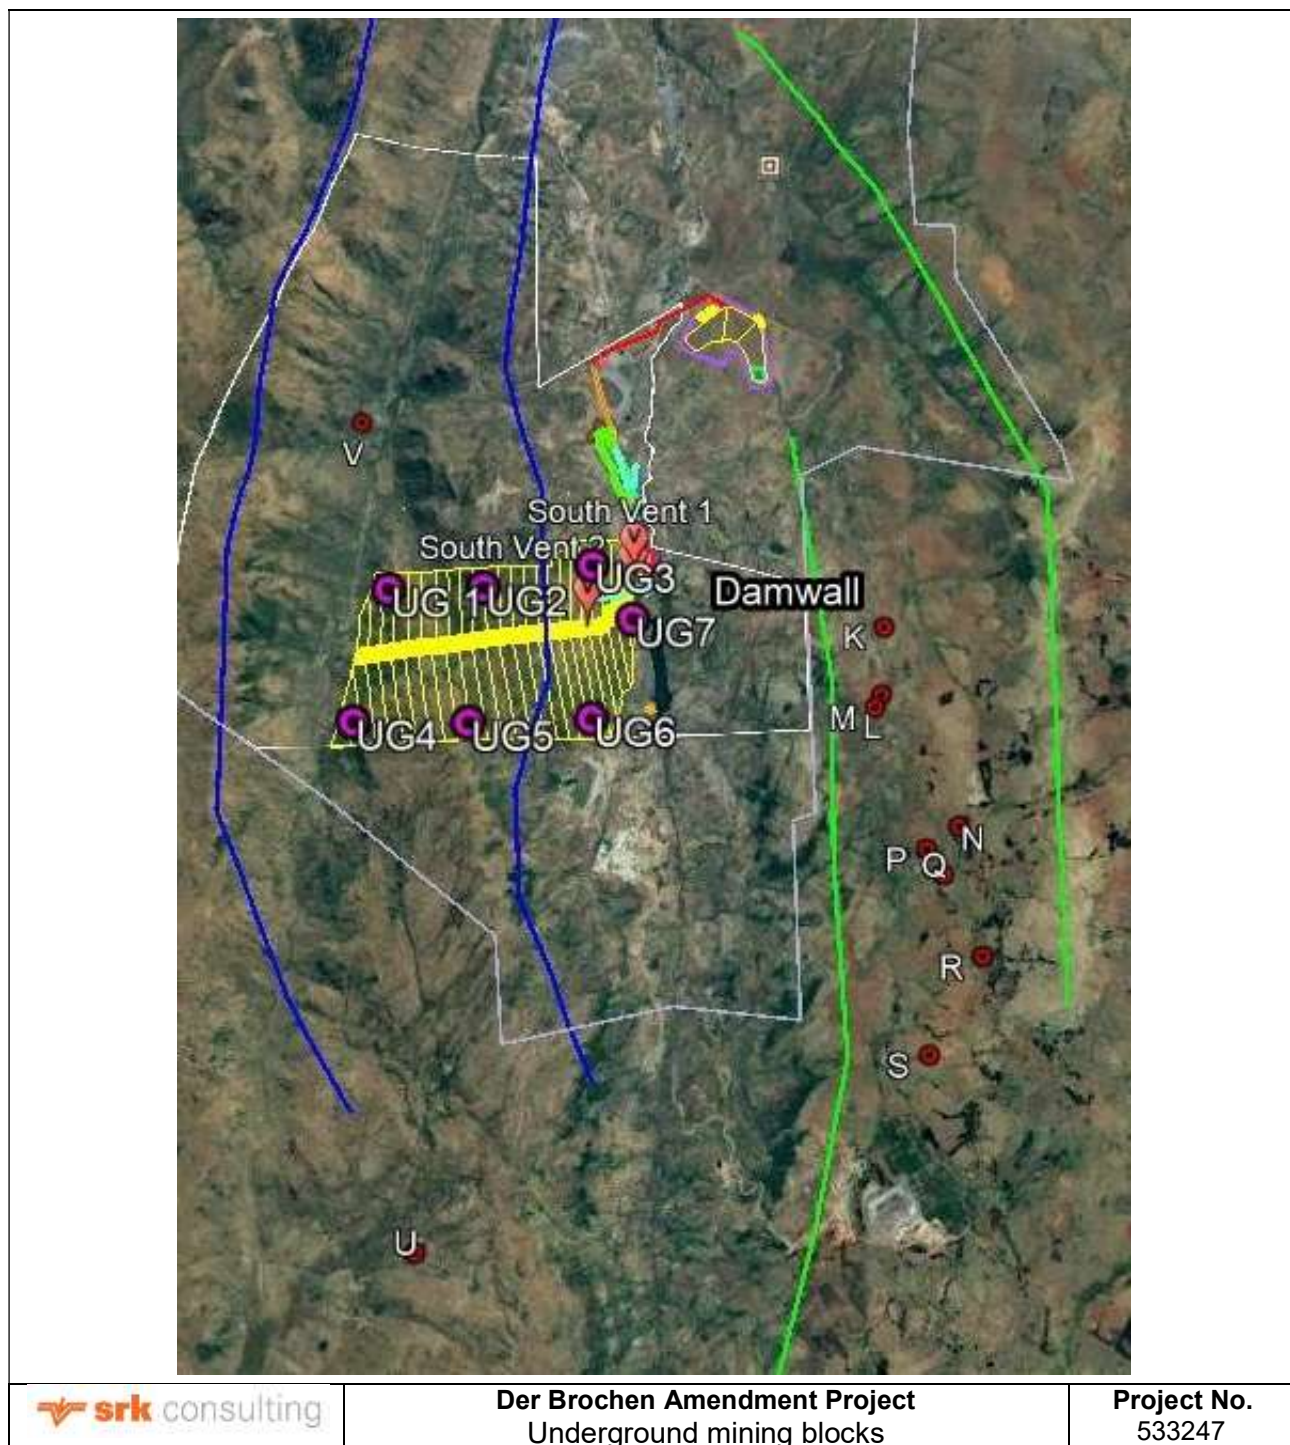 V
South Vent 1
South Vent 2
UG3
UG 1
UG2
Damwall
UG7
K
M
L
UG4
UG5
UG6
N
P
Q
R
S
U
srk consulting
Der Brochen Amendment Project
Underground mining blocks
Project No.
533247